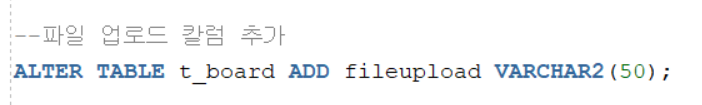 --파일 업로드 칼럼 추가
ALTER TABLE t_board ADD fileupload VARCHAR2(50);